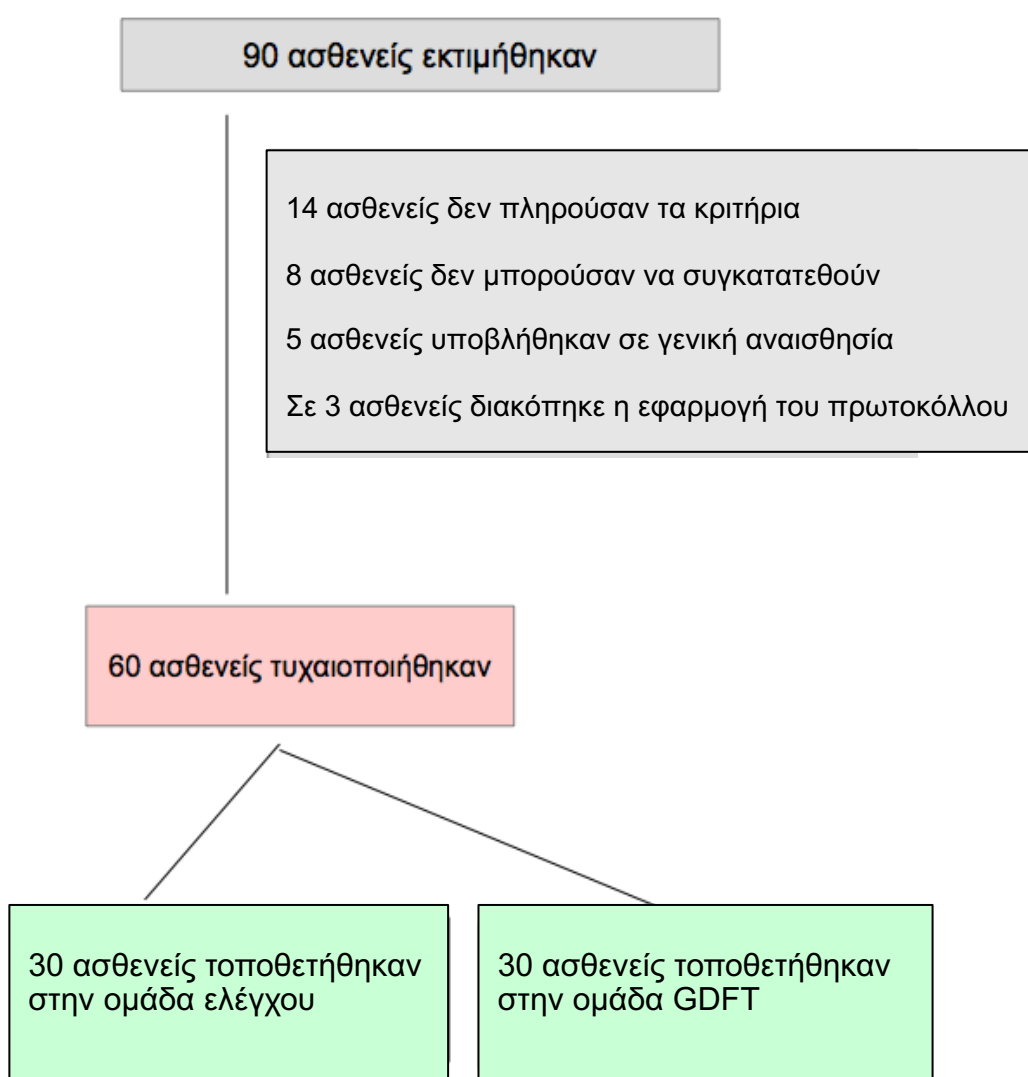 90 ασθενείς εκτιμήθηκαν
14 ασθενείς δεν πληρούσαν τα κριτήρια
8 ασθενείς δεν μπορούσαν να συγκατατεθούν
5 ασθενείς υποβλήθηκαν σε γενική αναισθησία
Σε 3 ασθενείς διακόπηκε η εφαρμογή του πρωτοκόλλου
60 ασθενείς τυχαιοποιήθηκαν
30 ασθενείς τοποθετήθηκαν
στην ομάδα ελέγχου
30 ασθενείς τοποθετήθηκαν
στην ομάδα GDFT